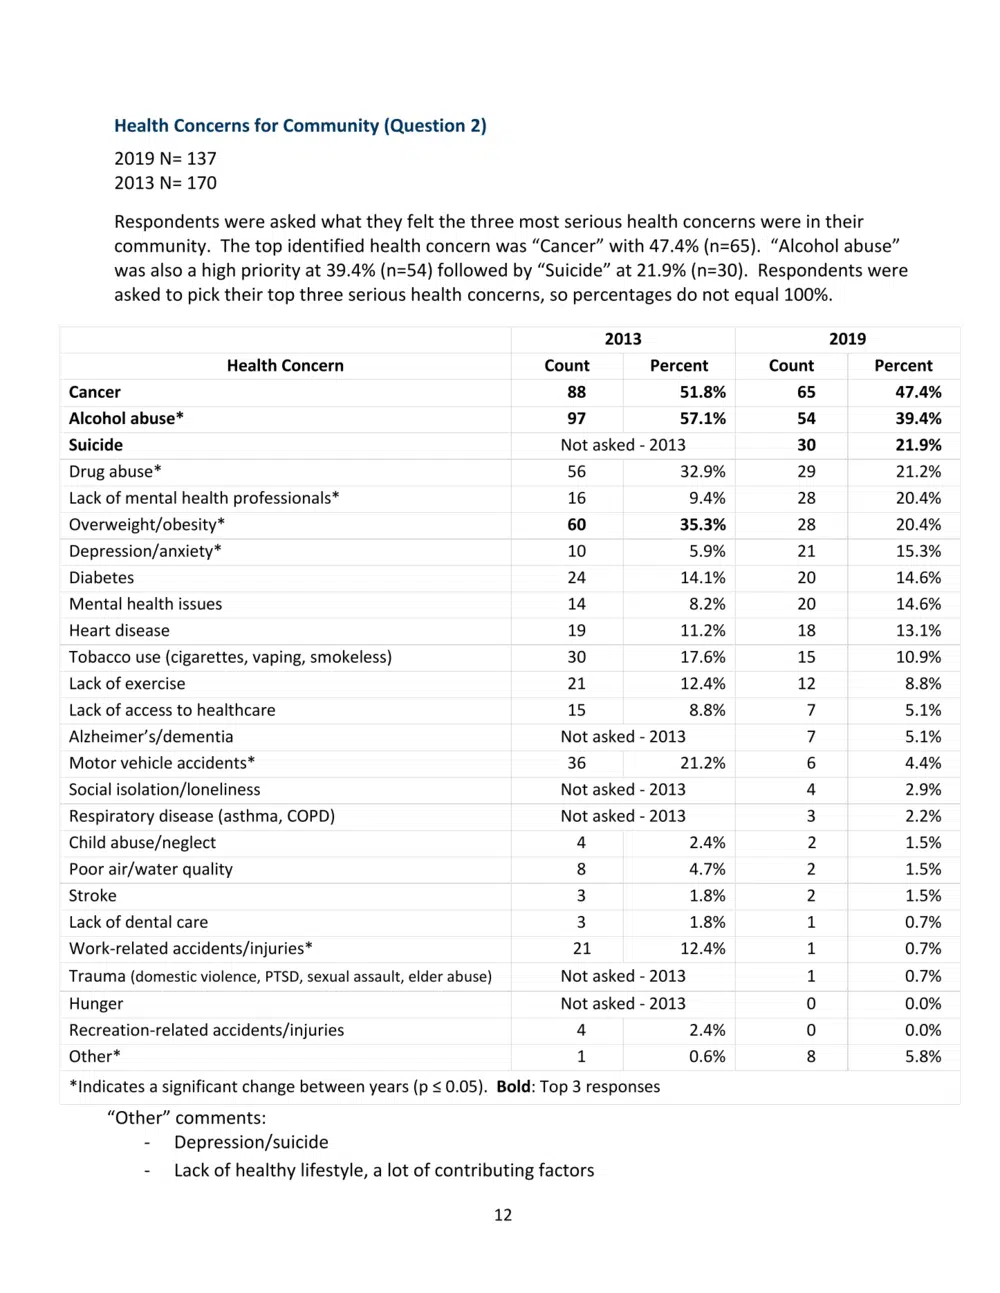 Health Concerns for Community (Question 2)
2019 N= 137
2013 N= 170
Respondents were asked what they felt the three most serious health concerns were in their
community.  The top identified health concern was “Cancer” with 47.4% (n=65).  “Alcohol abuse”
was also a high priority at 39.4% (n=54) followed by “Suicide” at 21.9% (n=30).  Respondents were
asked to pick their top three serious health concerns, so percentages do not equal 100%.
2013 2019
Health Concern Count Percent Count Percent
Cancer 88 51.8% 65 47.4%
Alcohol abuse* 97 57.1% 54 39.4%
Suicide Not asked - 2013 30 21.9%
Drug abuse* 56 32.9% 29 21.2%
Lack of mental health professionals* 16 9.4% 28 20.4%
Overweight/obesity* 60 35.3% 28 20.4%
Depression/anxiety* 10 5.9% 21 15.3%
Diabetes 24 14.1% 20 14.6%
Mental health issues 14 8.2% 20 14.6%
Heart disease 19 11.2% 18 13.1%
Tobacco use (cigarettes, vaping, smokeless) 30 17.6% 15 10.9%
Lack of exercise 21 12.4% 12 8.8%
Lack of access to healthcare 15 8.8% 7 5.1%
Alzheimer’s/dementia Not asked - 2013 7 5.1%
Motor vehicle accidents* 36 21.2% 6 4.4%
Social isolation/loneliness Not asked - 2013 4 2.9%
Respiratory disease (asthma, COPD) Not asked - 2013 3 2.2%
Child abuse/neglect 4 2.4% 2 1.5%
Poor air/water quality 8 4.7% 2 1.5%
Stroke 3 1.8% 2 1.5%
Lack of dental care 3 1.8% 1 0.7%
Work-related accidents/injuries* 21 12.4% 1 0.7%
Trauma (domestic violence, PTSD, sexual assault, elder abuse) Not asked - 2013 1 0.7%
Hunger Not asked - 2013 0 0.0%
Recreation-related accidents/injuries 4 2.4% 0 0.0%
Other* 1 0.6% 8 5.8%
*Indicates a significant change between years (p ≤ 0.05).  Bold: Top 3 responses
“Other” comments:
- Depression/suicide
- Lack of healthy lifestyle, a lot of contributing factors
12